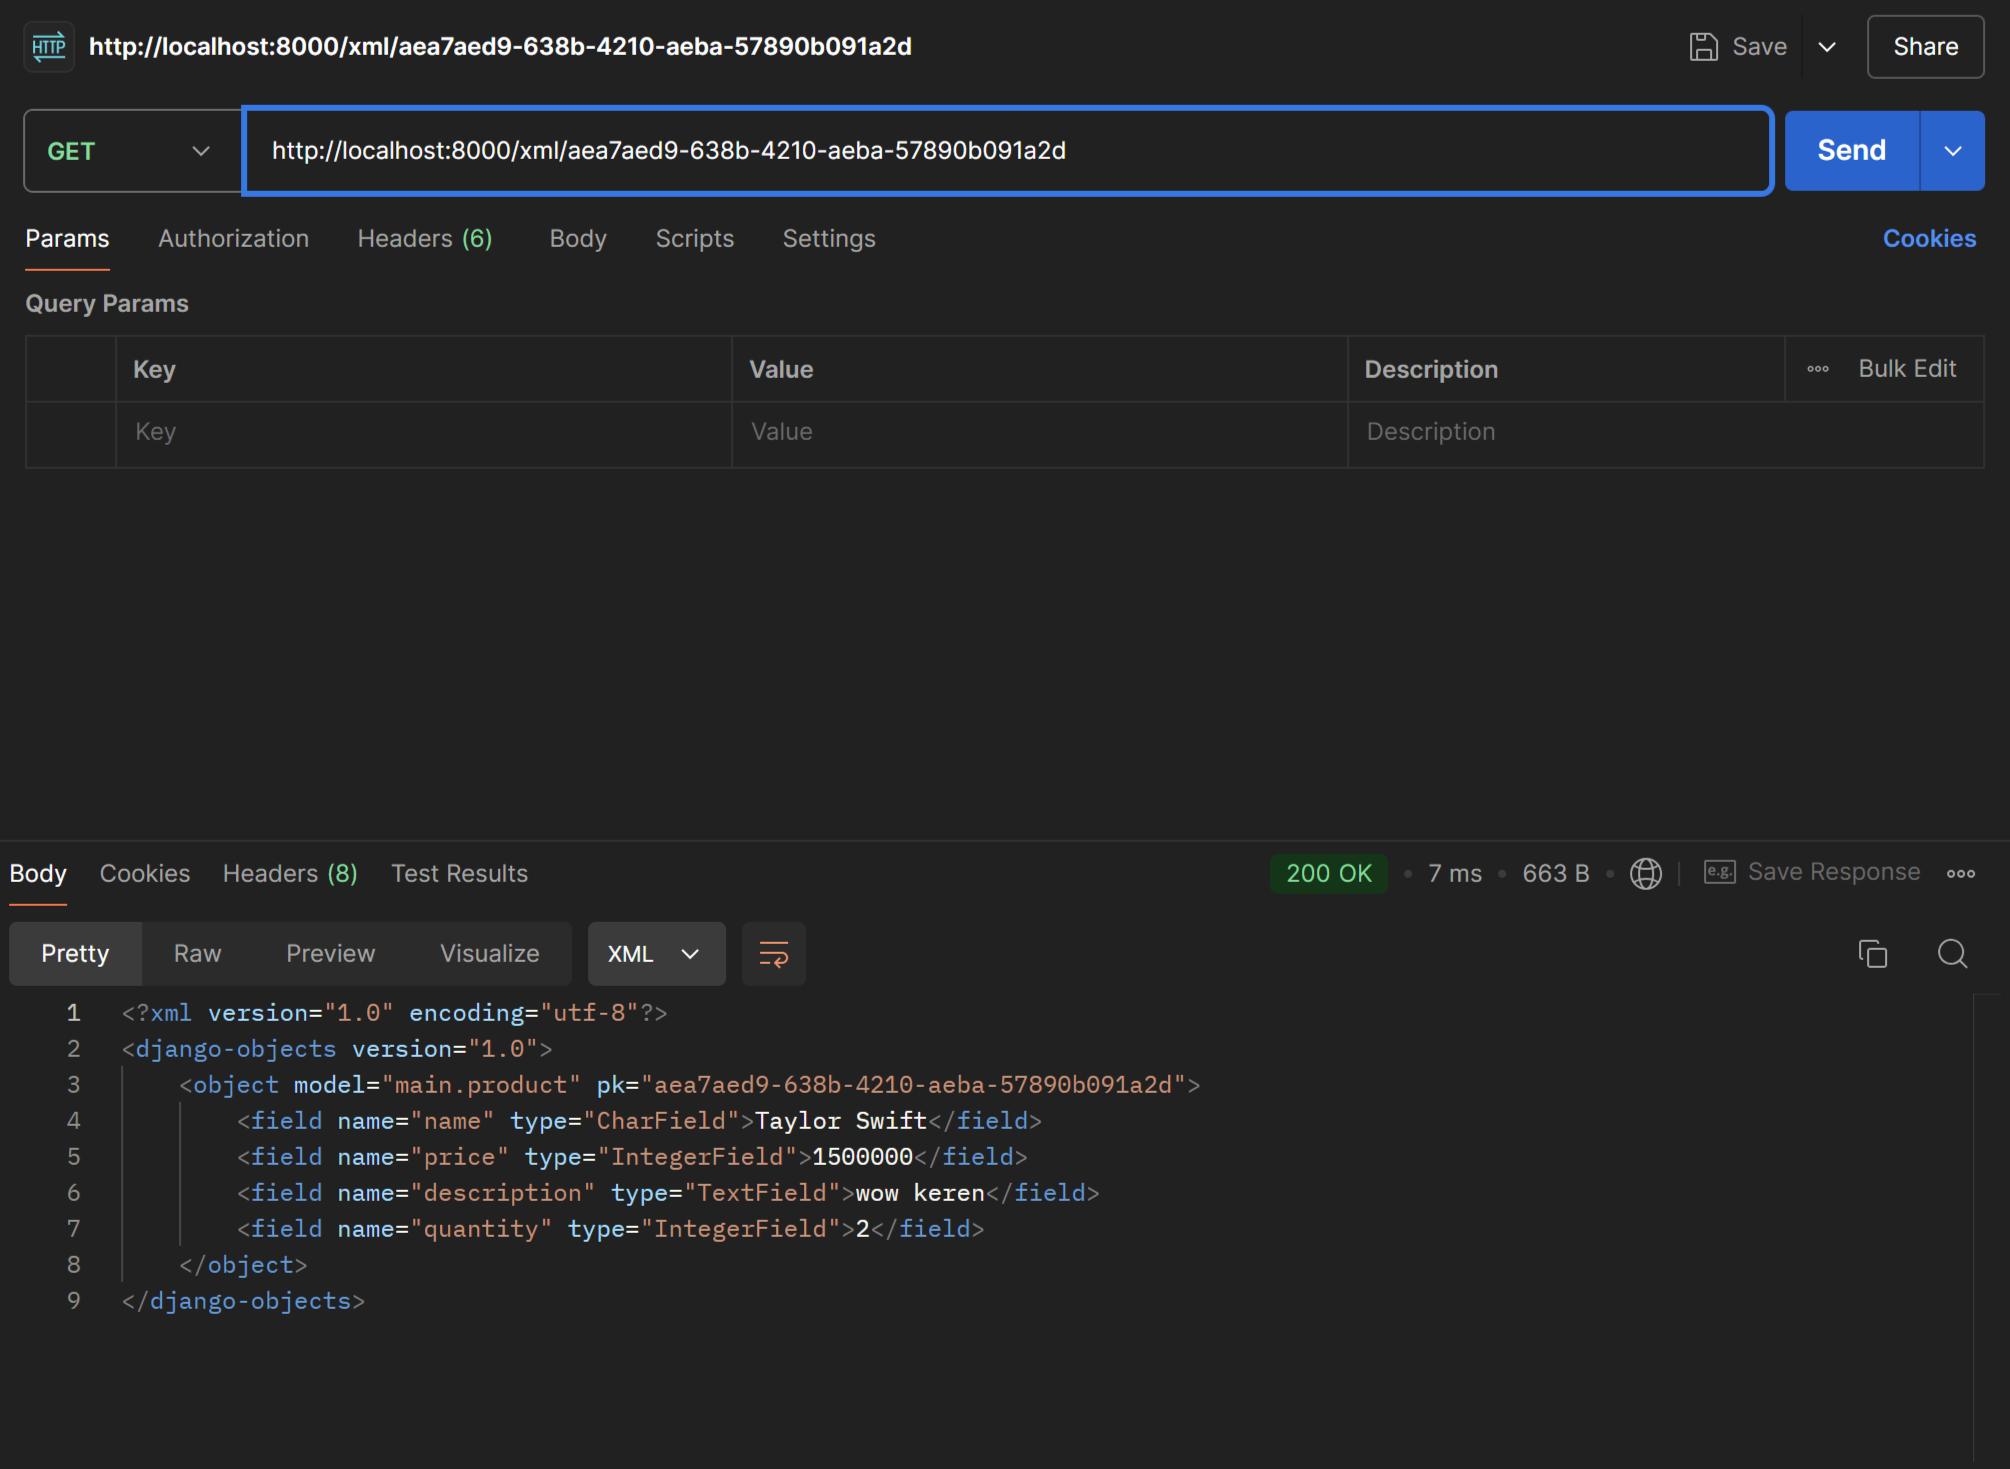 HTTP http://localhost:8000/xml/aea7aed9-638b-4210-aeba-57890b091a2d Save Share
GET http://localhost:8000/xml/aea7aed9-638b-4210-aeba-57890b091a2d Send
Params Authorization Headers (6) Body Scripts Settings Cookies
Query Params
Key Value Description Bulk Edit
Key Value Description
Body Cookies Headers (8) Test Results 200 OK 7 ms 663 B e.g. Save Response
Pretty Raw Preview Visualize XML
1 <?xml version="1.0" encoding="utf-8"?>
2 <django-objects version="1.0">
3 <object model="main.product" pk="aea7aed9-638b-4210-aeba-57890b091a2d">
4 <field name="name" type="CharField">Taylor Swift</field>
5 <field name="price" type="IntegerField">1500000</field>
6 <field name="description" type="TextField">wow keren</field>
7 <field name="quantity" type="IntegerField">2</field>
8 </object>
9 </django-objects>